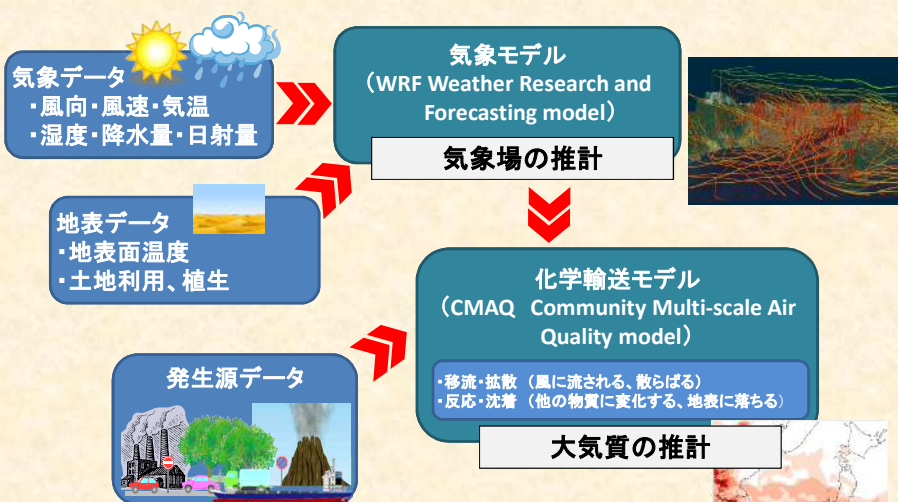 気象データ
・風向・風速・気温
・湿度・降水量・日射量
気象モデル
（WRF Weather Research and
Forecasting model）
気象場の推計
地表データ
・地表面温度
・土地利用、植生
化学輸送モデル
（CMAQ　Community Multi-scale Air
Quality model）
・移流・拡散　（風に流される、散らばる）
・反応・沈着　（他の物質に変化する、地表に落ちる）
大気質の推計
発生源データ